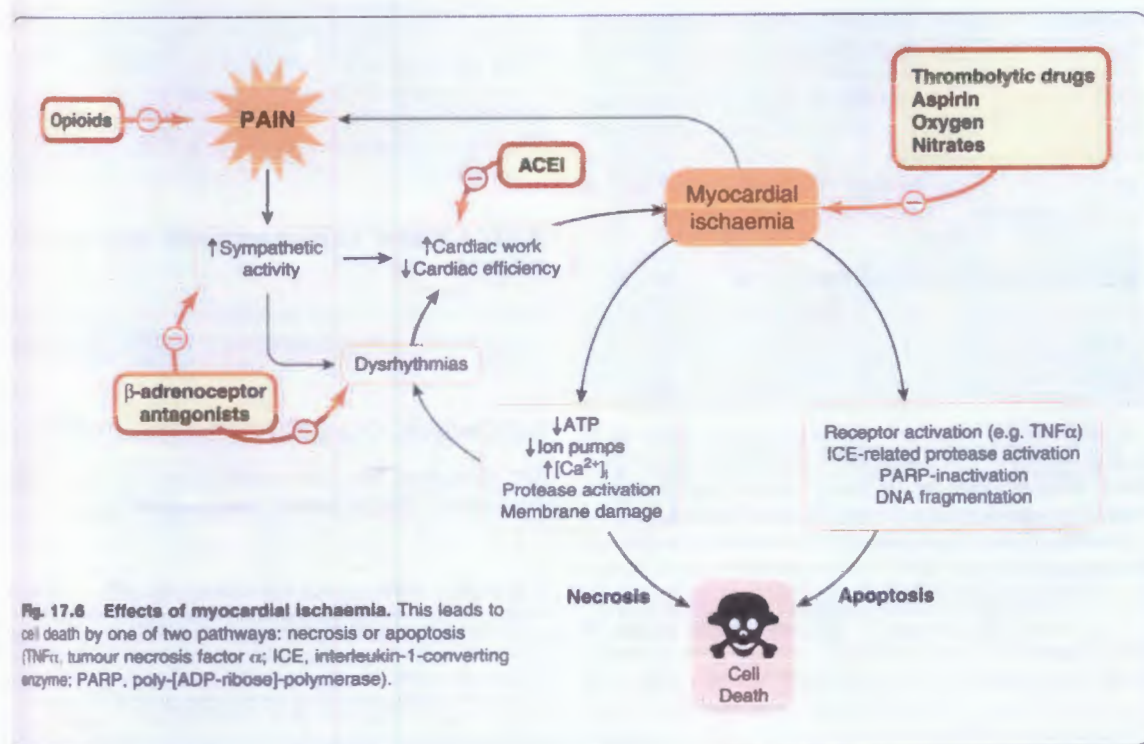 Opioids
PAIN
ACEI
Thrombolytic drugs
Aspirin
Oxygen
Nitrates
Myocardial
ischaemia
↑Sympathetic
activity
↑Cardiac work
↓Cardiac efficiency
Dysrhythmias
β-adrenoceptor
antagonists
↓ATP
↓Ion pumps
↑[Ca²⁺]ᵢ
Protease activation
Membrane damage
Receptor activation (e.g. TNFα)
ICE-related protease activation
PARP-inactivation
DNA fragmentation
Necrosis
Apoptosis
Cell
Death
Fig. 17.6 Effects of myocardial ischaemia. This leads to
cell death by one of two pathways: necrosis or apoptosis
(TNFα, tumour necrosis factor α; ICE, interleukin-1-converting
enzyme; PARP, poly-[ADP-ribose]-polymerase).